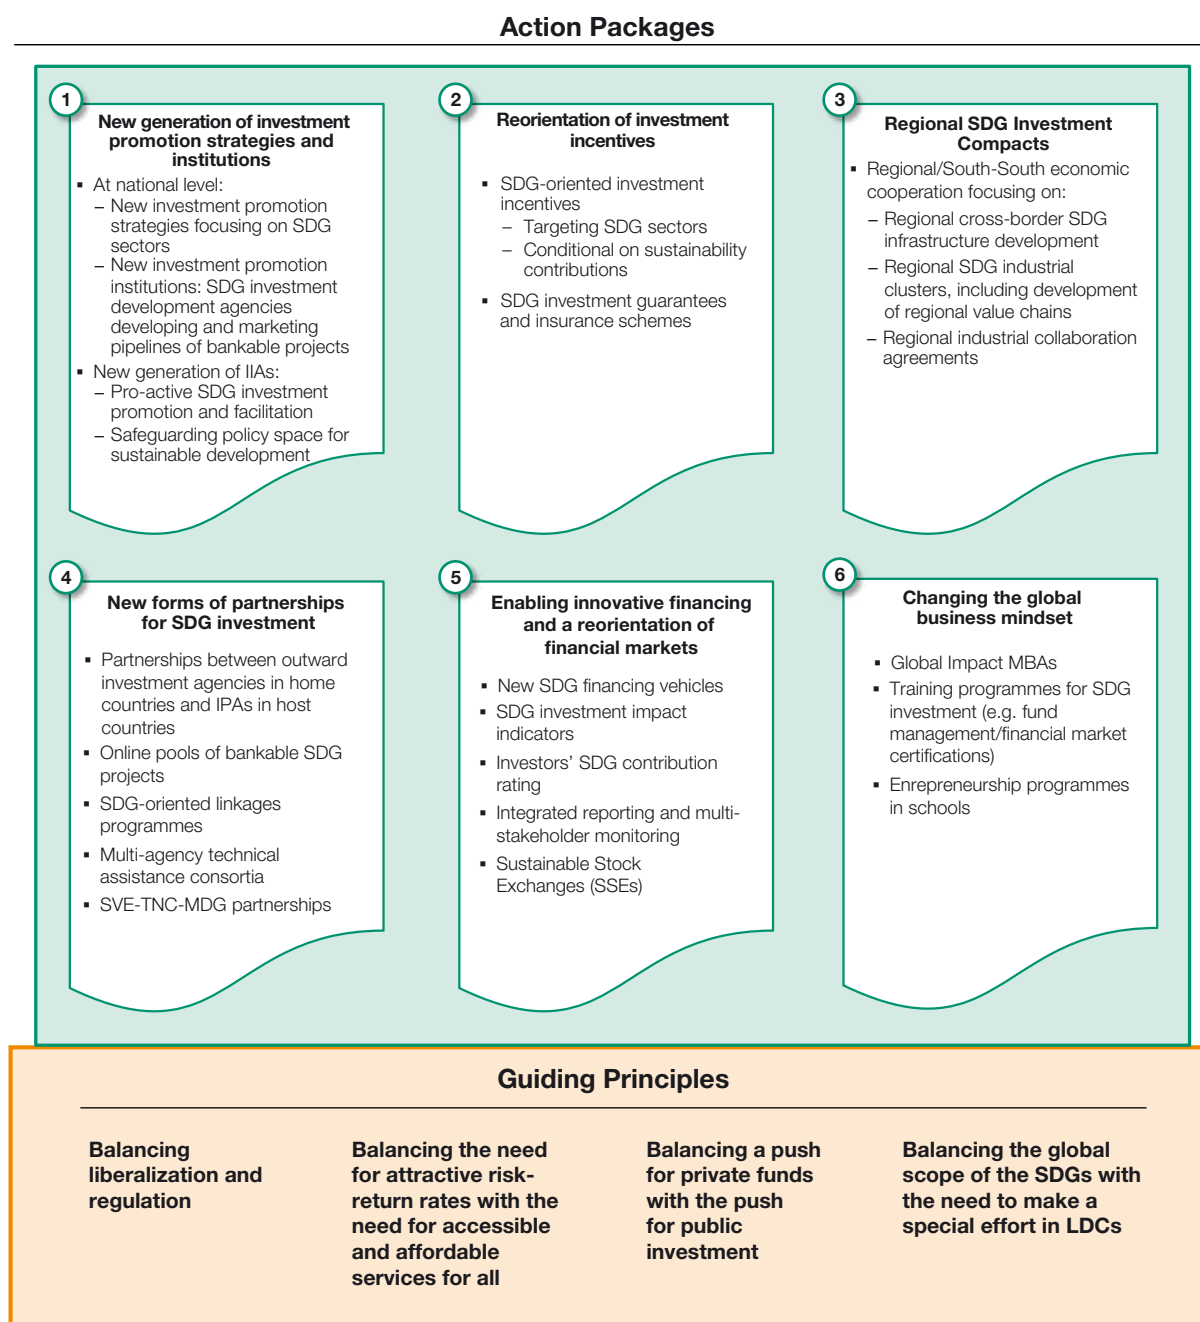 Action Packages
1
New generation of investment
promotion strategies and
institutions
▪ At national level:
– New investment promotion
strategies focusing on SDG
sectors
– New investment promotion
institutions: SDG investment
development agencies
developing and marketing
pipelines of bankable projects
▪ New generation of IIAs:
– Pro-active SDG investment
promotion and facilitation
– Safeguarding policy space for
sustainable development
2
Reorientation of investment
incentives
▪ SDG-oriented investment
incentives
– Targeting SDG sectors
– Conditional on sustainability
contributions
▪ SDG investment guarantees
and insurance schemes
3
Regional SDG Investment
Compacts
▪ Regional/South-South economic
cooperation focusing on:
– Regional cross-border SDG
infrastructure development
– Regional SDG industrial
clusters, including development
of regional value chains
– Regional industrial collaboration
agreements
4
New forms of partnerships
for SDG investment
▪ Partnerships between outward
investment agencies in home
countries and IPAs in host
countries
▪ Online pools of bankable SDG
projects
▪ SDG-oriented linkages
programmes
▪ Multi-agency technical
assistance consortia
▪ SVE-TNC-MDG partnerships
5
Enabling innovative financing
and a reorientation of
financial markets
▪ New SDG financing vehicles
▪ SDG investment impact
indicators
▪ Investors’ SDG contribution
rating
▪ Integrated reporting and multi-
stakeholder monitoring
▪ Sustainable Stock
Exchanges (SSEs)
6
Changing the global
business mindset
▪ Global Impact MBAs
▪ Training programmes for SDG
investment (e.g. fund
management/financial market
certifications)
▪ Enrepreneurship programmes
in schools
Guiding Principles
Balancing
liberalization and
regulation
Balancing the need
for attractive risk-
return rates with the
need for accessible
and affordable
services for all
Balancing a push
for private funds
with the push
for public
investment
Balancing the global
scope of the SDGs with
the need to make a
special effort in LDCs